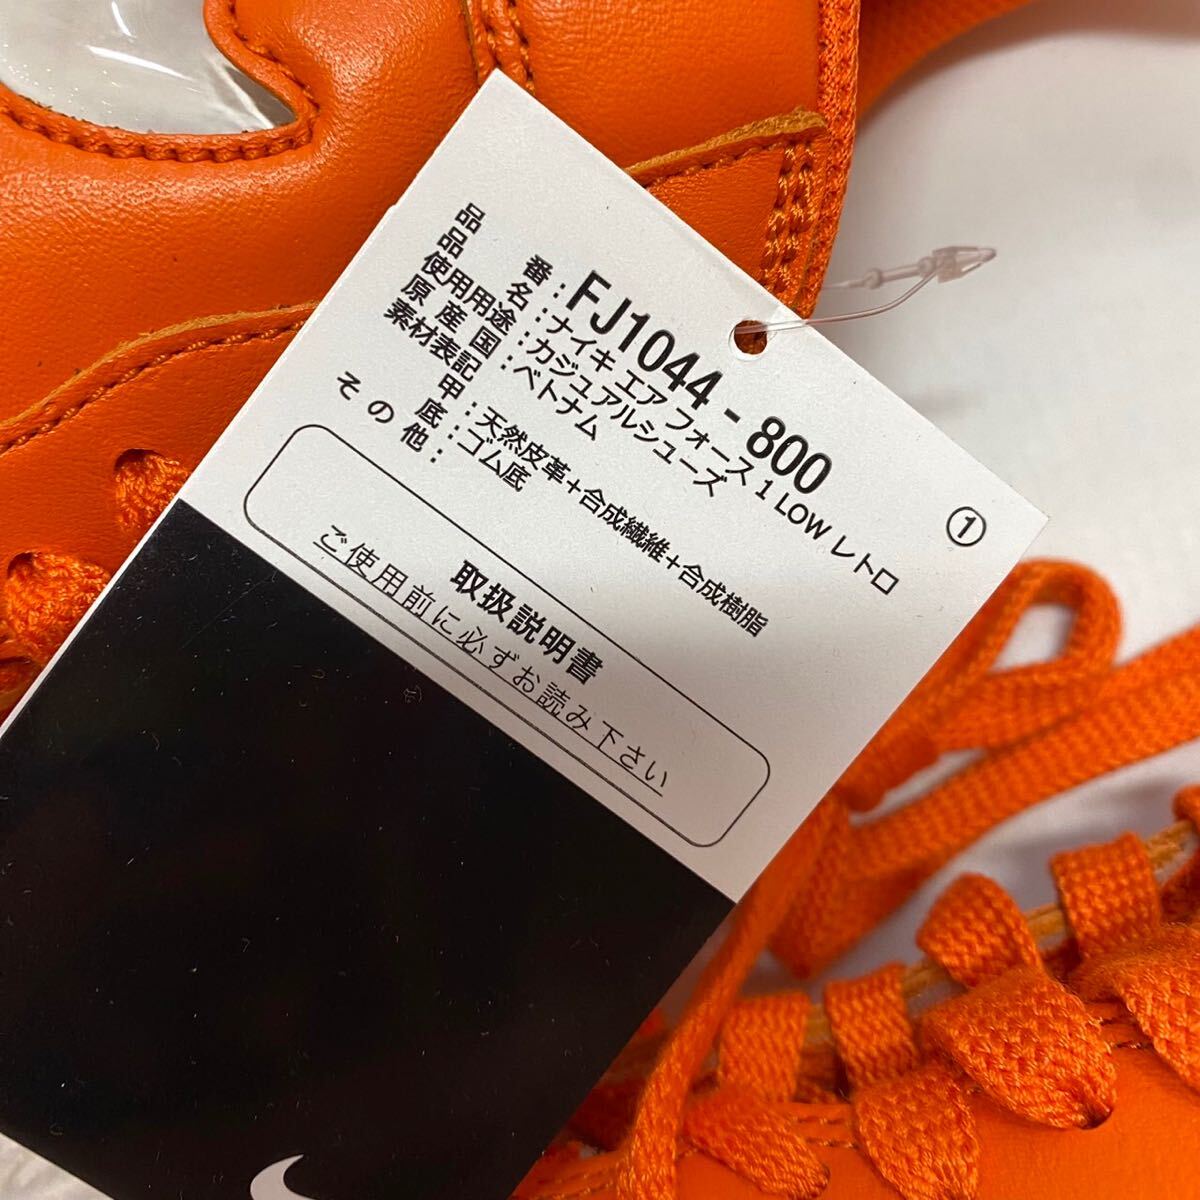 品番：FJ1044-800
品名：ナイキ エア フォース 1 LOW レトロ
使用用途：カジュアルシューズ
原産国：ベトナム
素材表記
甲：天然皮革＋合成繊維＋合成樹脂
底：ゴム底
その他：
①
取扱説明書
ご使用前に必ずお読み下さい